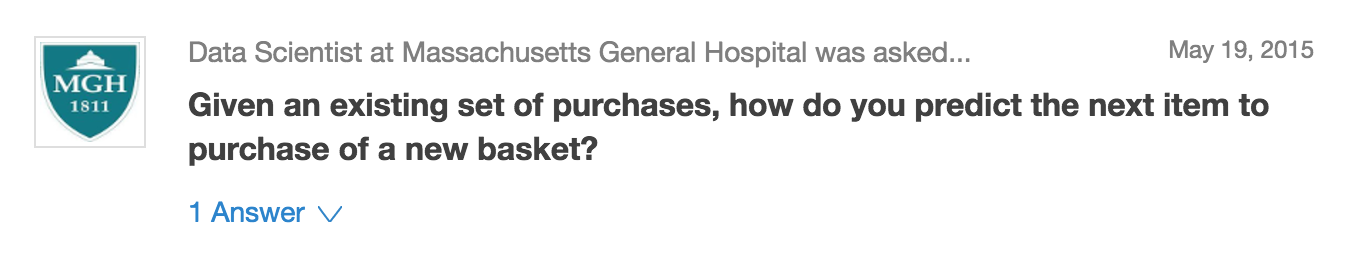 MGH
1811
Data Scientist at Massachusetts General Hospital was asked...
May 19, 2015
Given an existing set of purchases, how do you predict the next item to
purchase of a new basket?
1 Answer